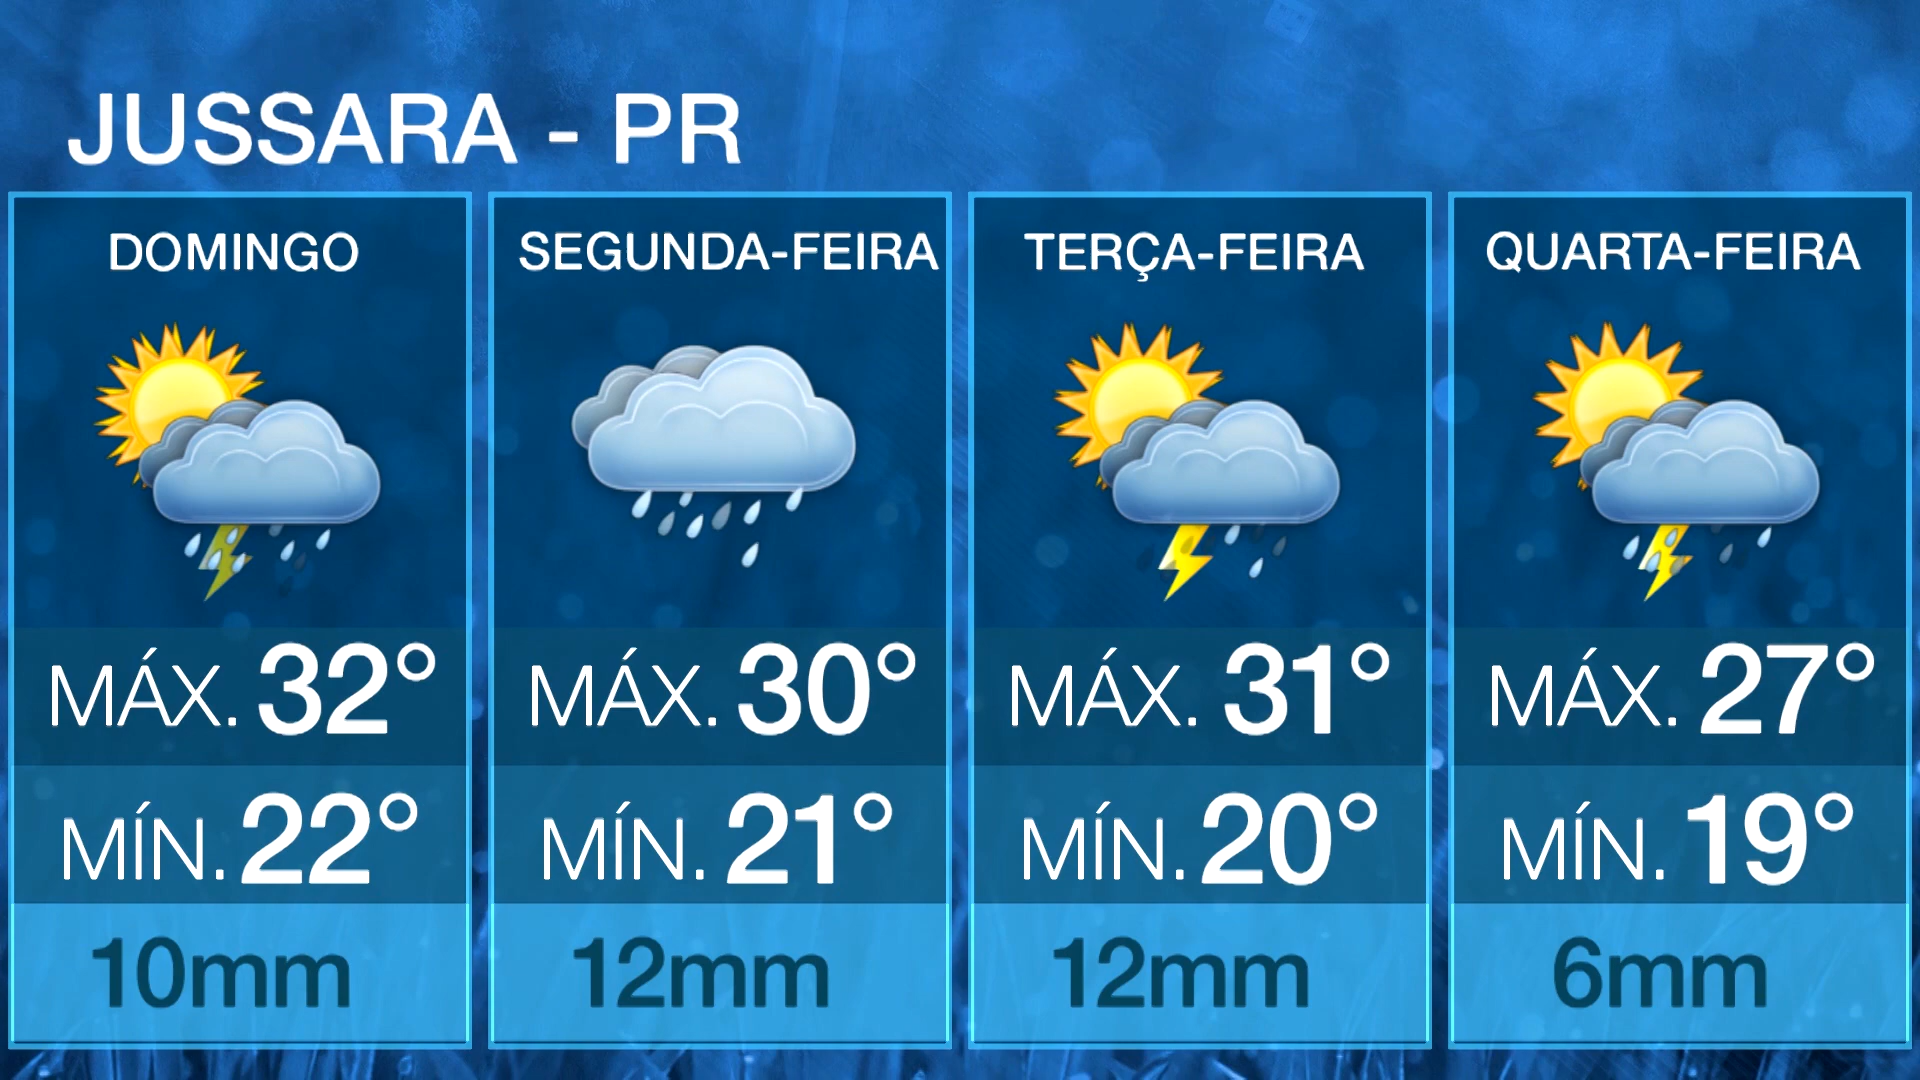 JUSSARA - PR
DOMINGO
MÁX. 32°
MÍN. 22°
10mm
SEGUNDA-FEIRA
MÁX. 30°
MÍN. 21°
12mm
TERÇA-FEIRA
MÁX. 31°
MÍN. 20°
12mm
QUARTA-FEIRA
MÁX. 27°
MÍN. 19°
6mm